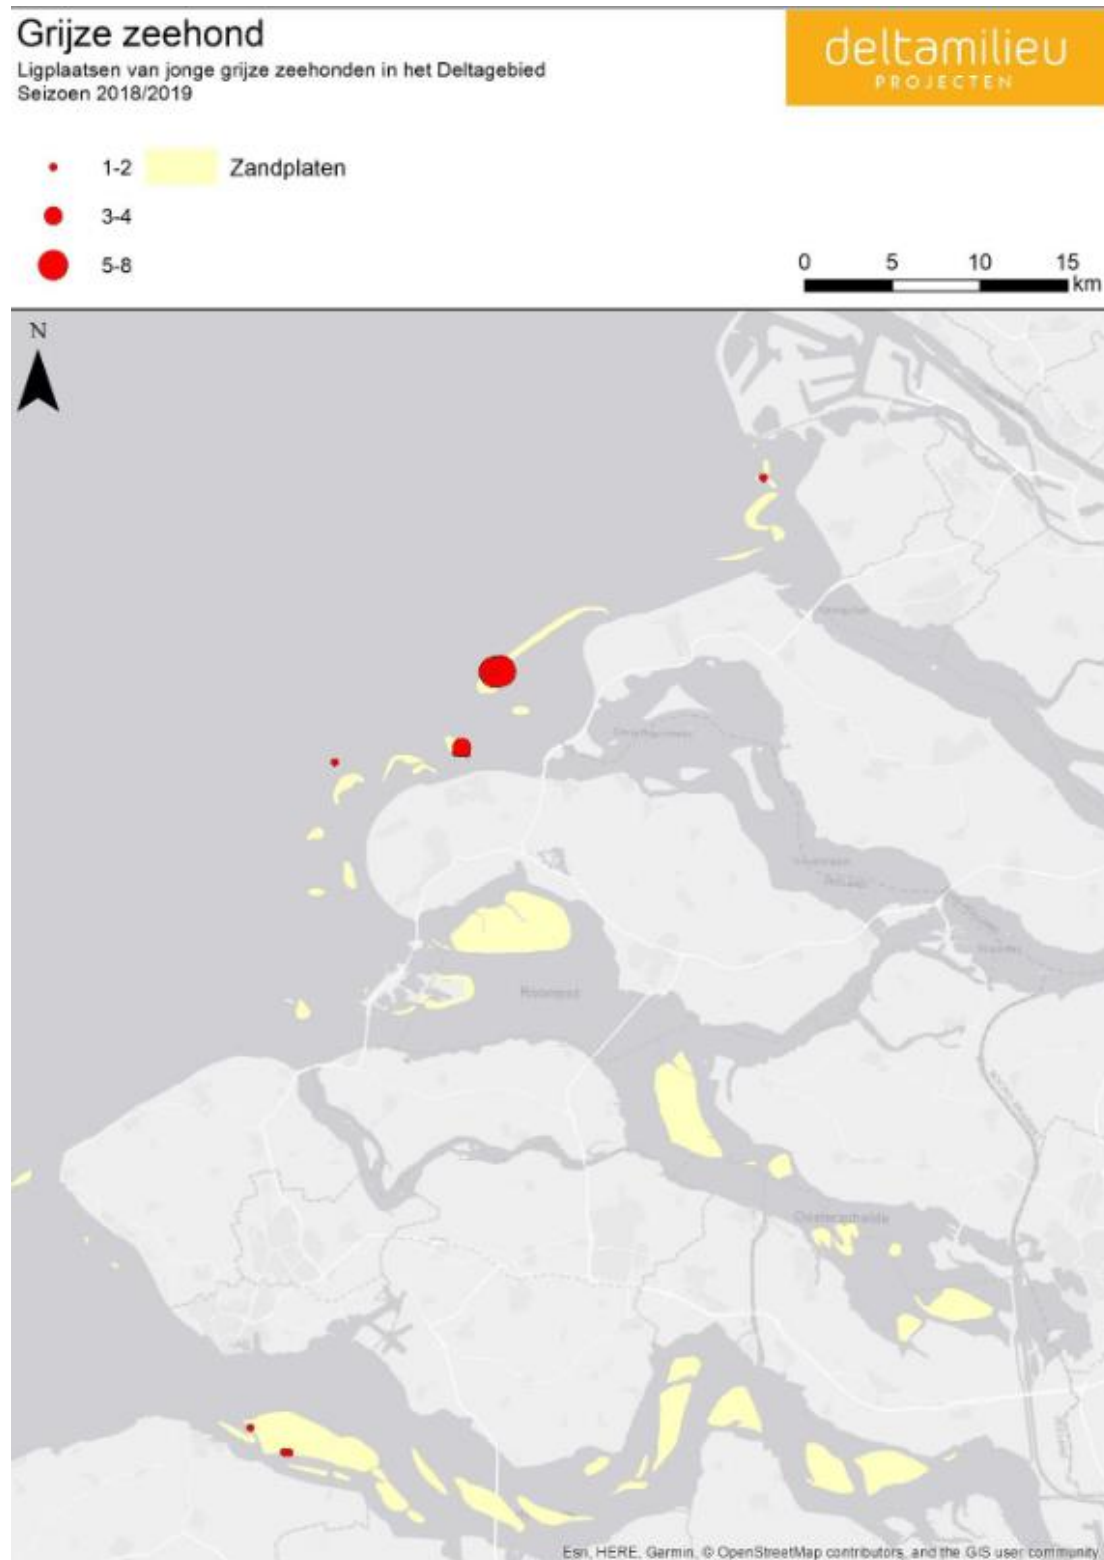 Grijze zeehond
Ligplaatsen van jonge grijze zeehonden in het Deltagebied
Seizoen 2018/2019
deltamilieu
PROJECTEN
1-2
Zandplaten
3-4
5-8
0 5 10 15
km
N
Oosterschelde
Esri, HERE, Garmin, © OpenStreetMap contributors, and the GIS user community